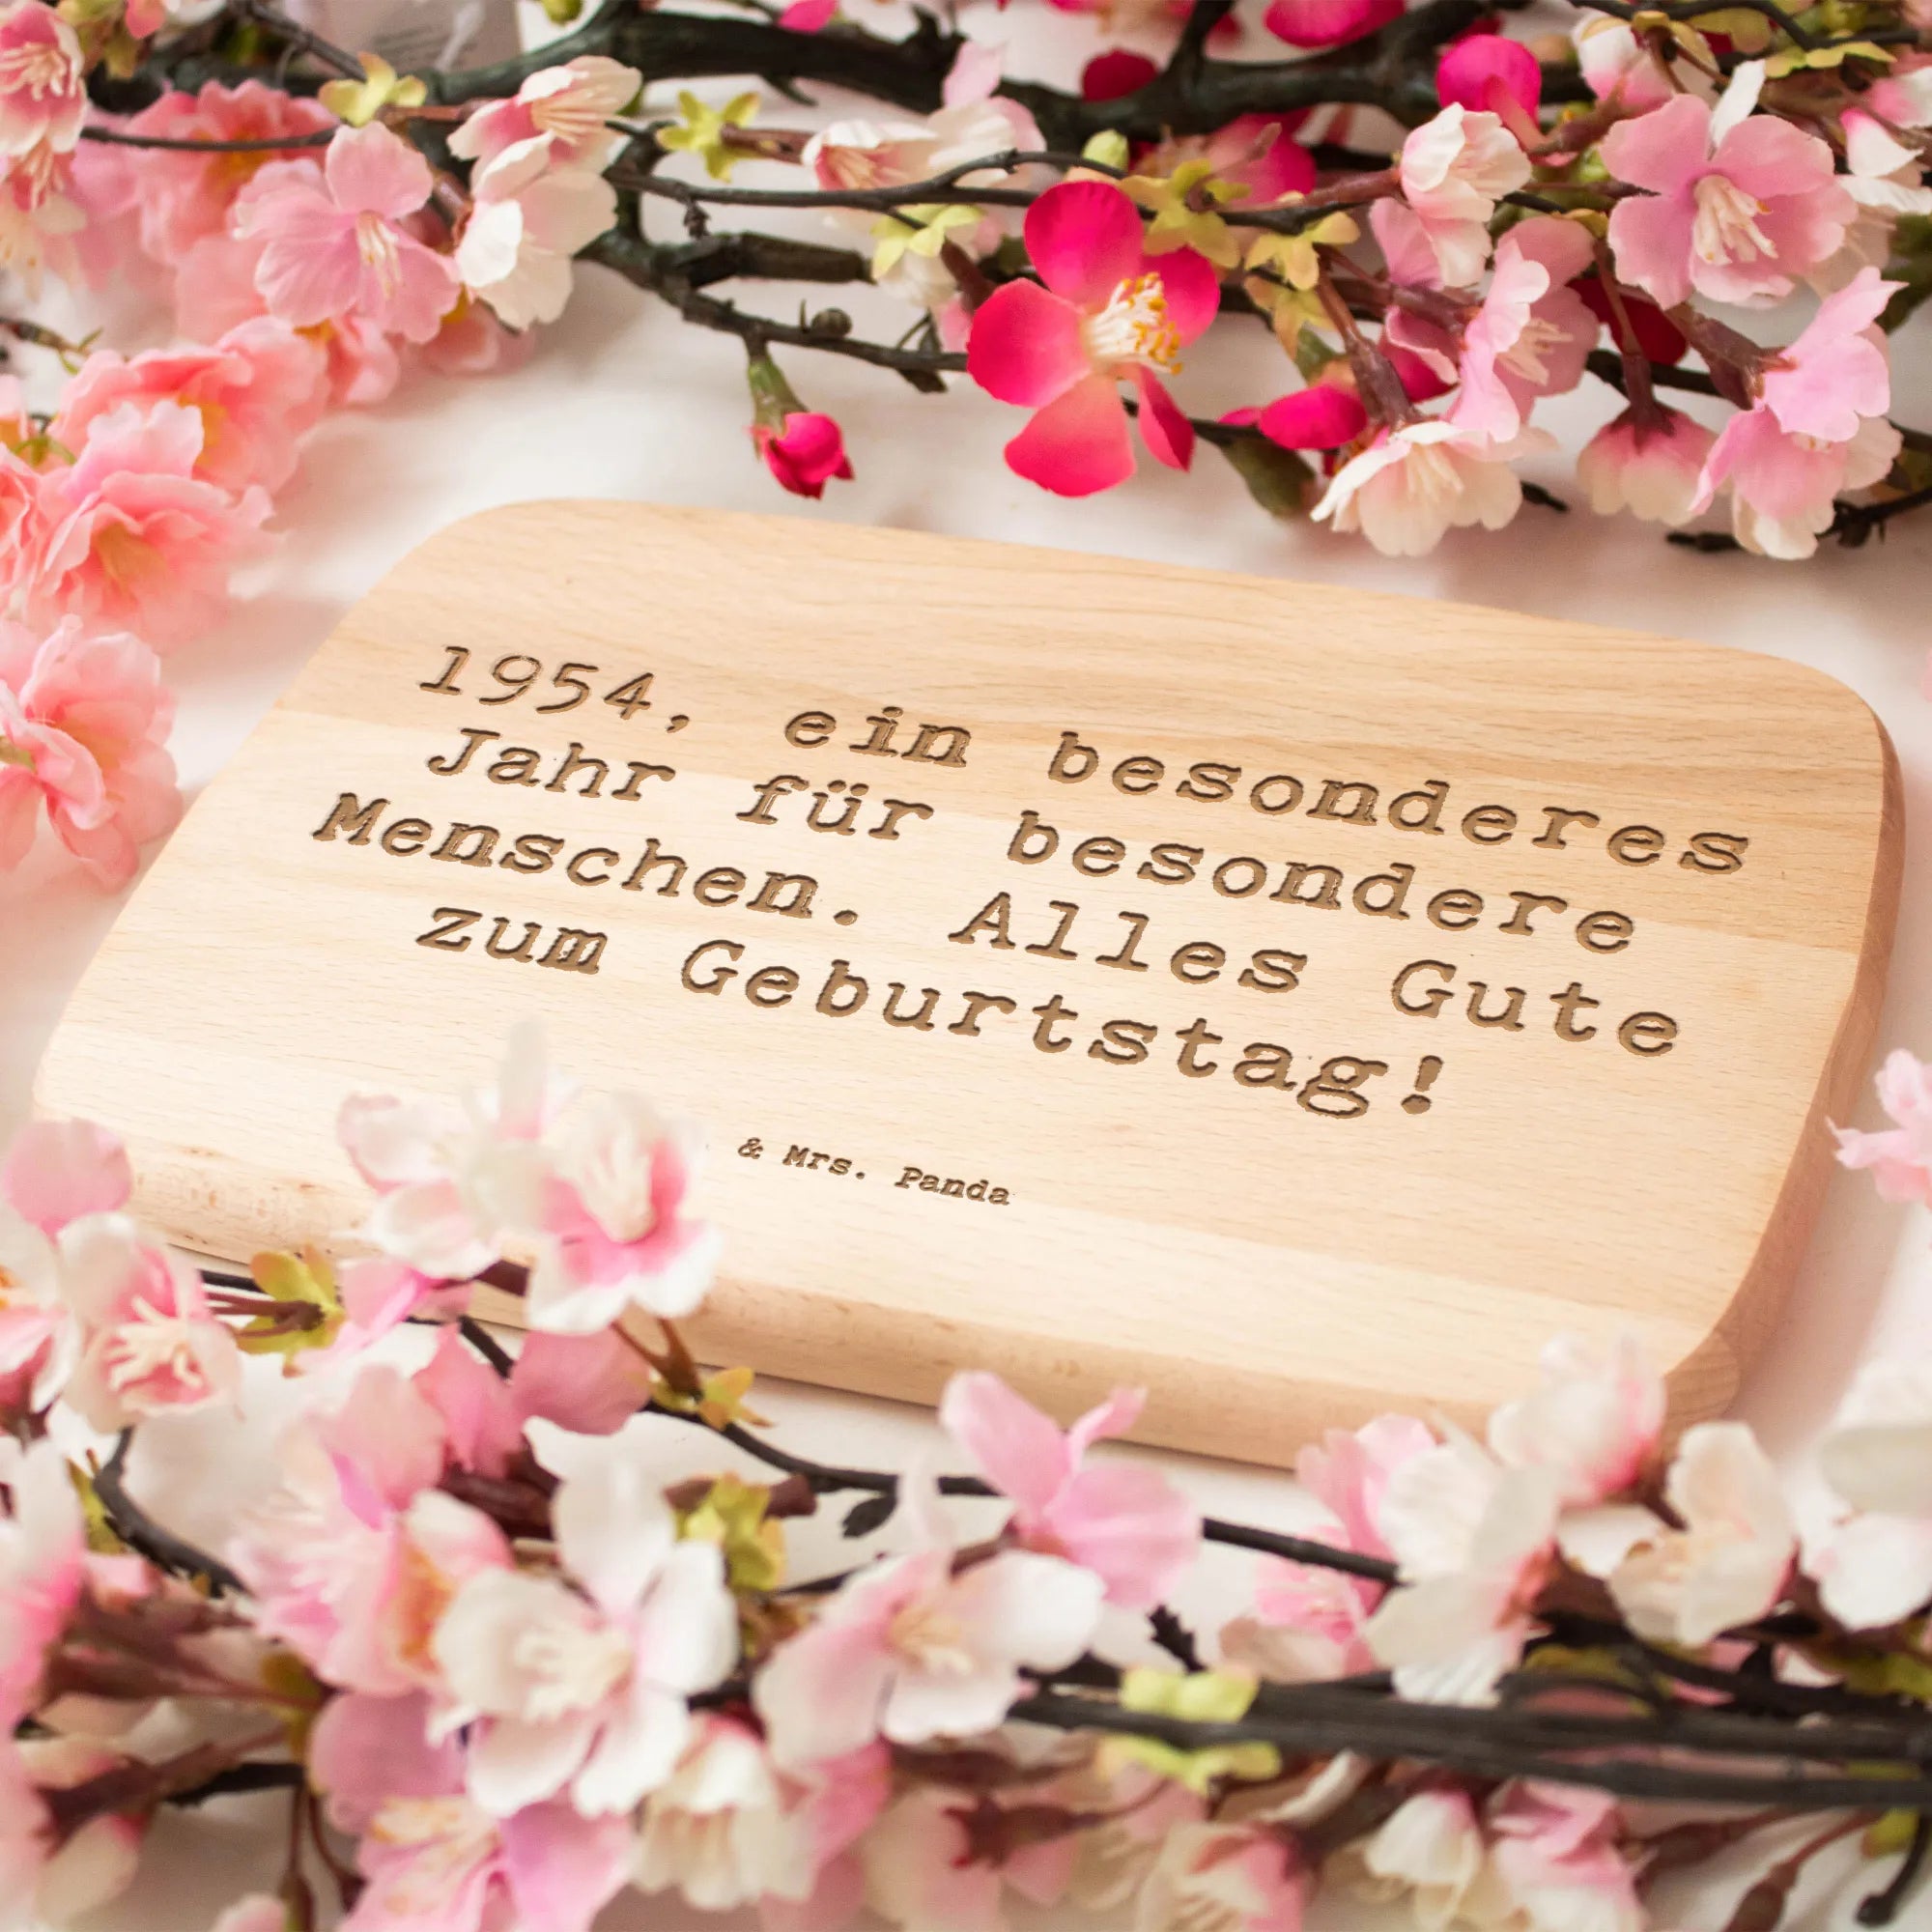 1954, ein besonderes
Jahr für besondere
Menschen. Alles Gute
zum Geburtstag!
& Mrs. Panda